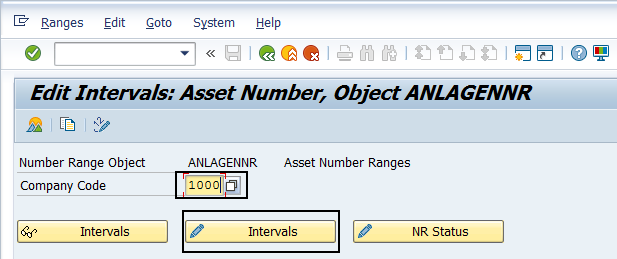 Ranges Edit Goto System Help
Edit Intervals: Asset Number, Object ANLAGENNR
Number Range Object ANLAGENNR Asset Number Ranges
Company Code 1000
Intervals Intervals NR Status